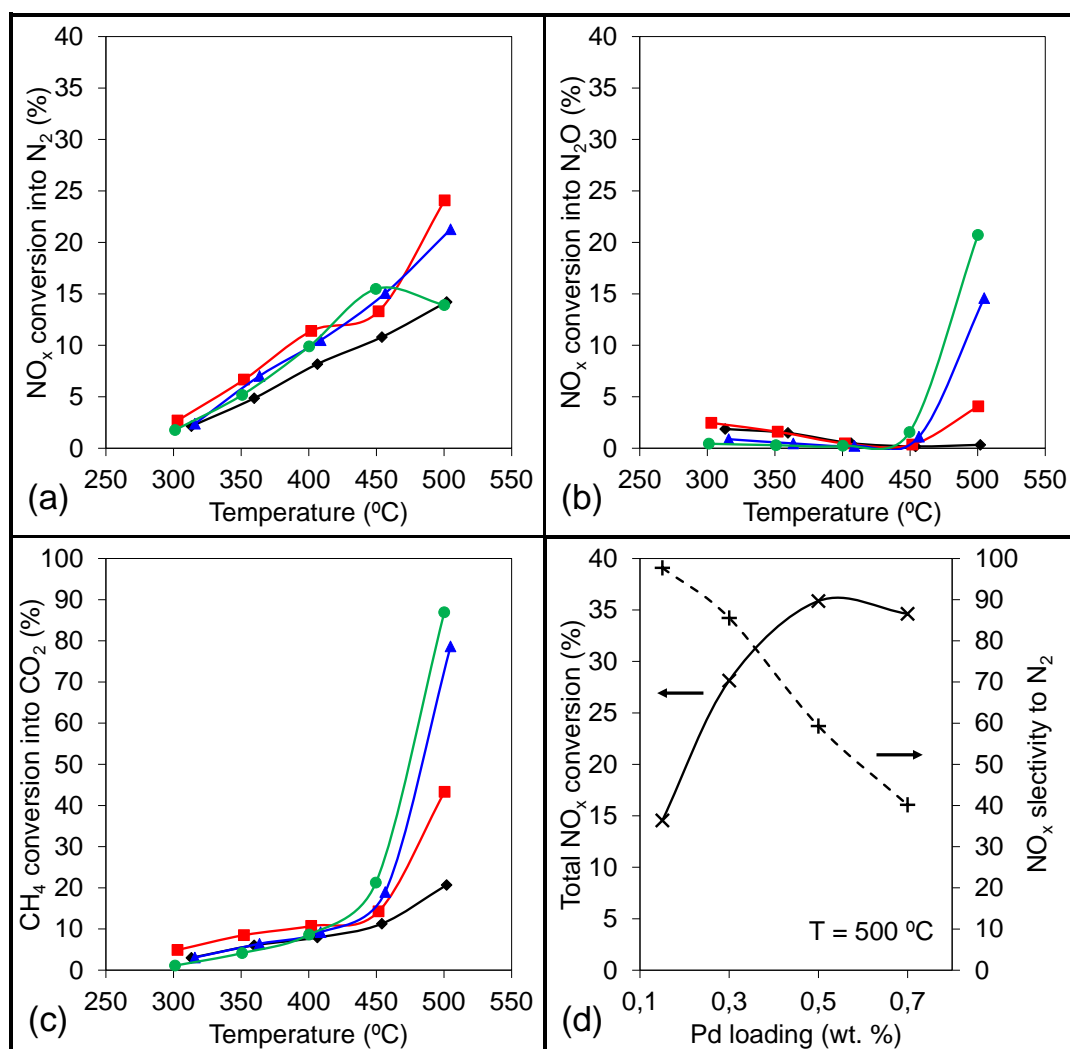 NOx conversion into N2 (%)
40
35
30
25
20
15
10
5
0
250 300 350 400 450 500 550
Temperature (ºC)
(a)
NOx conversion into N2O (%)
40
35
30
25
20
15
10
5
0
250 300 350 400 450 500 550
Temperature (ºC)
(b)
CH4 conversion into CO2 (%)
100
90
80
70
60
50
40
30
20
10
0
250 300 350 400 450 500 550
Temperature (ºC)
(c)
Total NOx conversion (%)
40
35
30
25
20
15
10
5
0
100
90
80
70
60
50
40
30
20
10
0
NOx slectivity to N2
T = 500 ºC
0,1 0,3 0,5 0,7
Pd loading (wt. %)
(d)